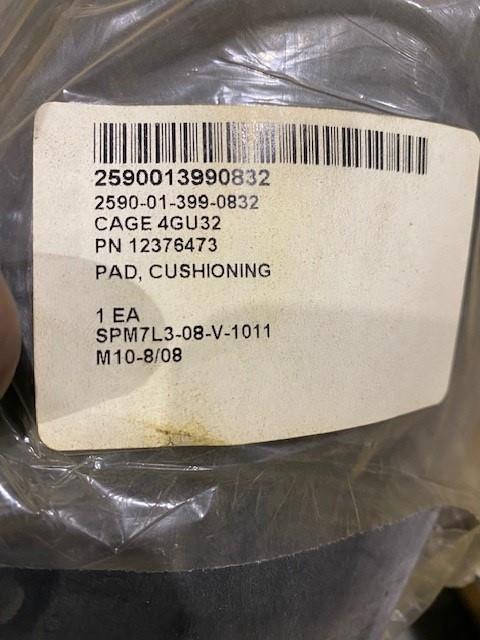 2590013990832
2590-01-399-0832
CAGE 4GU32
PN 12376473
PAD, CUSHIONING
1 EA
SPM7L3-08-V-1011
M10-8/08